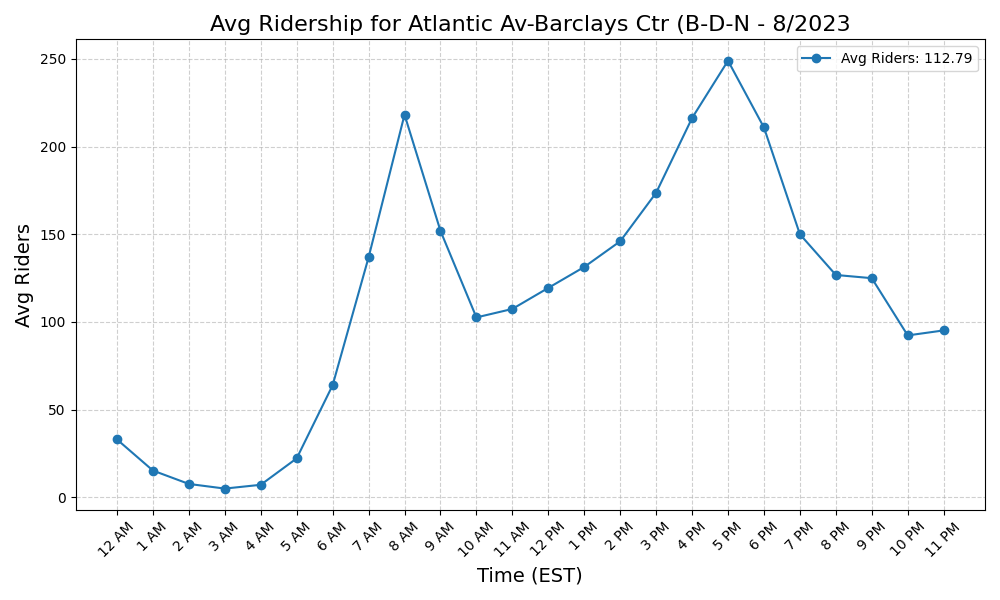 Avg Ridership for Atlantic Av-Barclays Ctr (B-D-N - 8/2023
Avg Riders: 112.79
Avg Riders
250
200
150
100
50
0
12 AM
1 AM
2 AM
3 AM
4 AM
5 AM
6 AM
7 AM
8 AM
9 AM
10 AM
11 AM
12 PM
1 PM
2 PM
3 PM
4 PM
5 PM
6 PM
7 PM
8 PM
9 PM
10 PM
11 PM
Time (EST)